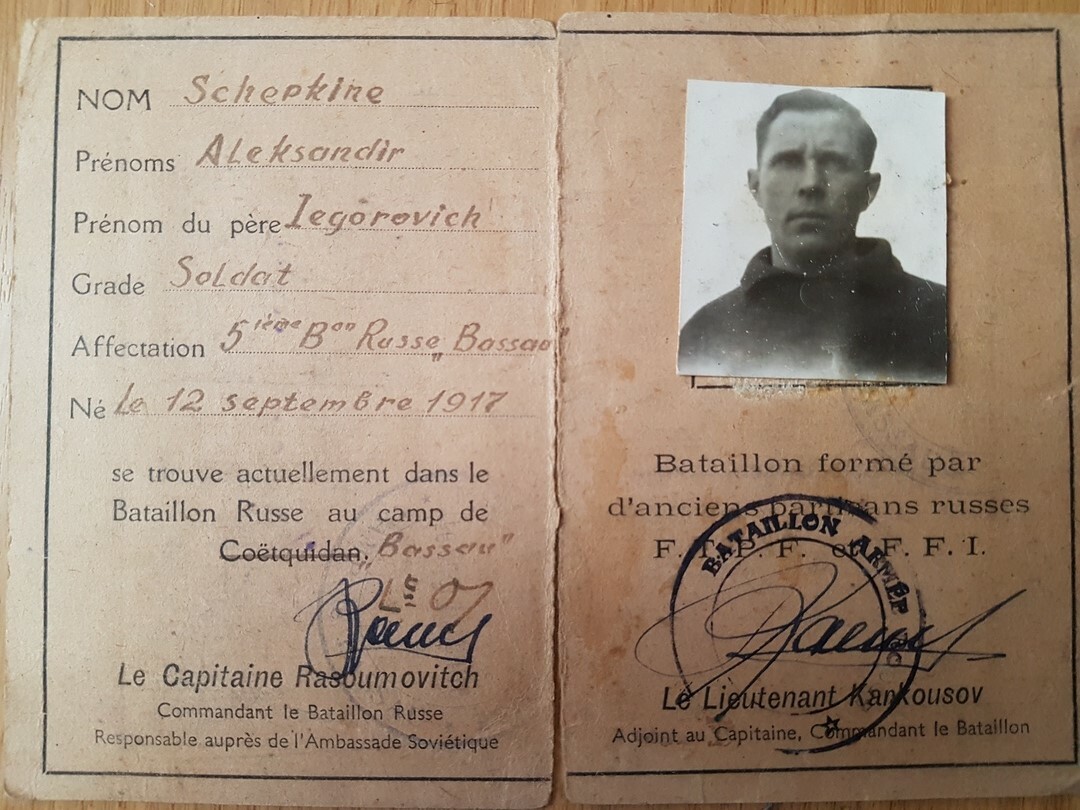 NOM Schepkine
Prénoms Aleksandir
Prénom du père Iegorovich
Grade Soldat
Affectation 5ième Bon Russe „Bassau”
Né Le 12 septembre 1917
se trouve actuellement dans le
Bataillon Russe au camp de
Coëtquidan, „Bassau”
Le Capitaine Rasoumovitch
Commandant le Bataillon Russe
Responsable auprès de l'Ambassade Soviétique
Bataillon formé par
d'anciens partisans russes
F. T. P. F. et F. F. I.
BATAILLON ARMÉE
Le Lieutenant Kankousov
Adjoint au Capitaine, Commandant le Bataillon